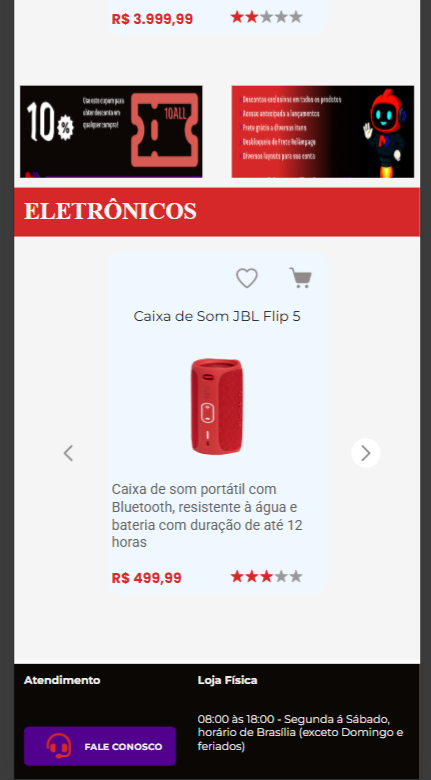 R$ 3.999,99
10%
Use este cupom para
obter desconto em
qualquer compra!
10ALL
Descontos exclusivos em todos os produtos
Acesso antecipado a lançamentos
Frete grátis a diversos itens
Desbloqueio de Frete Relâmpago
Diversos layouts para sua conta
ELETRÔNICOS
Caixa de Som JBL Flip 5
Caixa de som portátil com
Bluetooth, resistente à água e
bateria com duração de até 12
horas
R$ 499,99
Atendimento
Loja Física
FALE CONOSCO
08:00 às 18:00 - Segunda á Sábado,
horário de Brasília (exceto Domingo e
feriados)